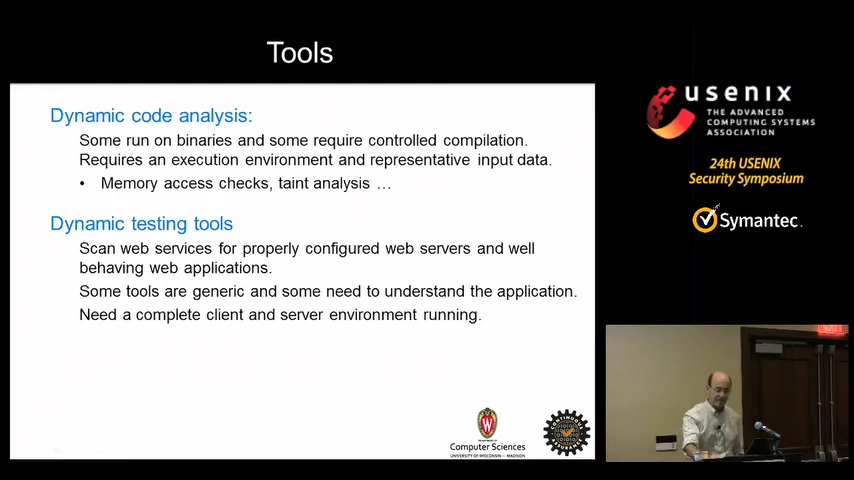 Tools
Dynamic code analysis:
Some run on binaries and some require controlled compilation.
Requires an execution environment and representative input data.
• Memory access checks, taint analysis …
Dynamic testing tools
Scan web services for properly configured web servers and well
behaving web applications.
Some tools are generic and some need to understand the application.
Need a complete client and server environment running.
DEPARTMENT OF
Computer Sciences
UNIVERSITY OF WISCONSIN — MADISON
CONTINUOUS
usenix
THE ADVANCED
COMPUTING SYSTEMS
ASSOCIATION
24th USENIX
Security Symposium
Symantec.